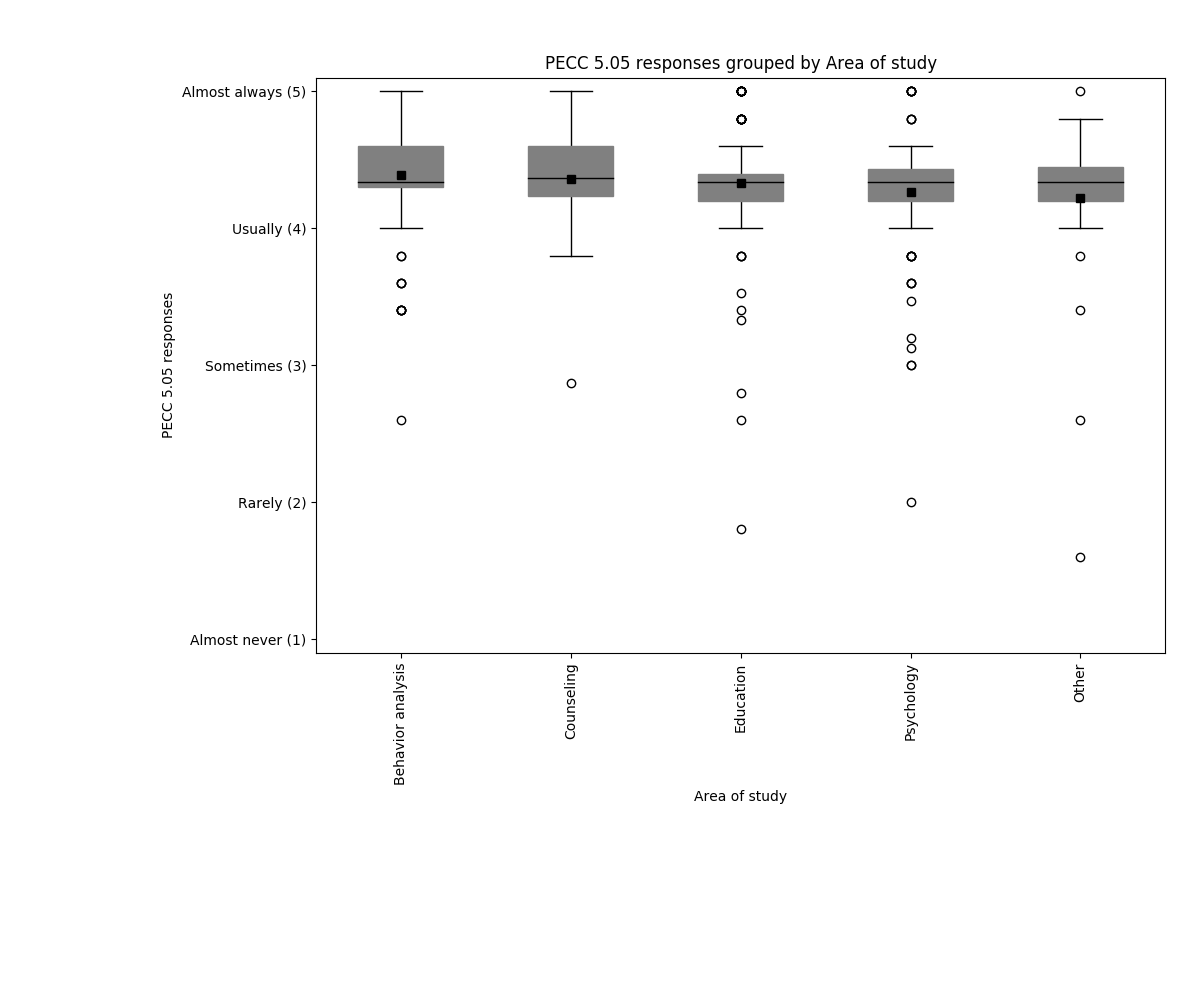 PECC 5.05 responses grouped by Area of study
Almost always (5)
Usually (4)
Sometimes (3)
Rarely (2)
Almost never (1)
PECC 5.05 responses
Behavior analysis
Counseling
Education
Psychology
Other
Area of study